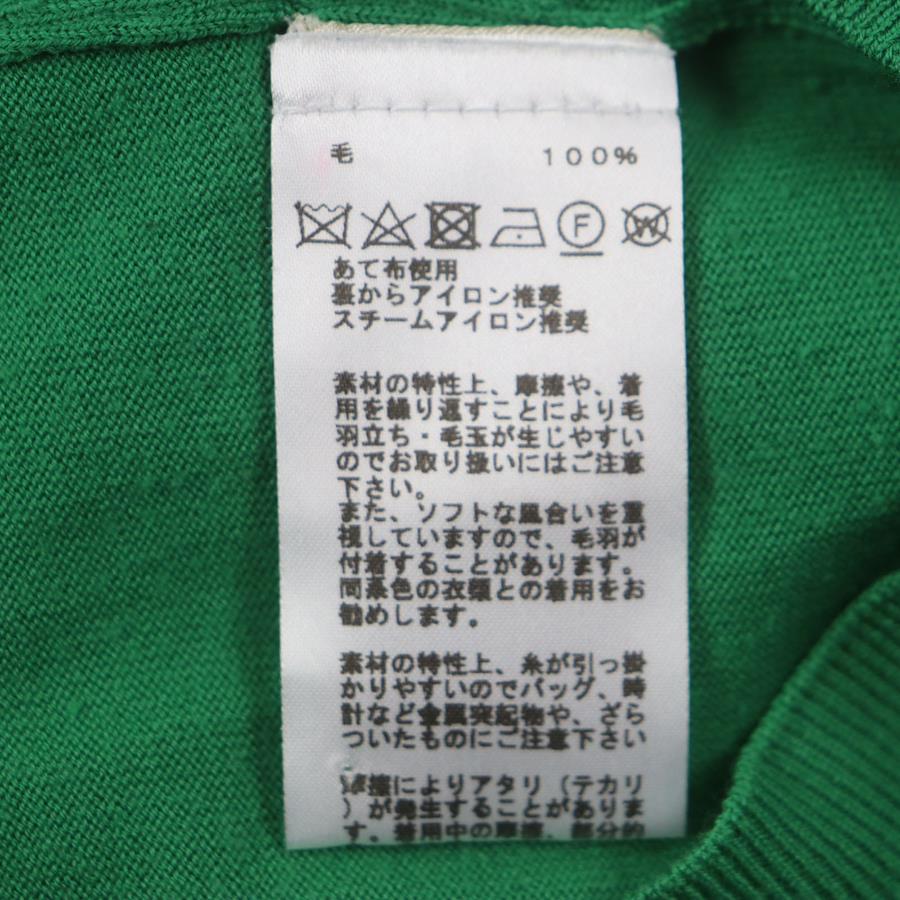 毛 100%
F W
あて布使用
裏からアイロン推奨
スチームアイロン推奨
素材の特性上、摩擦や、着
用を繰り返すことにより毛
羽立ち・毛玉が生じやすい
のでお取り扱いにはご注意
下さい。
また、ソフトな風合いを重
視していますので、毛羽が
付着することがあります。
同系色の衣類との着用をお
勧めします。
素材の特性上、糸が引っ掛
かりやすいのでバッグ、時
計など金属突起物や、ざら
ついたものにご注意下さい
摩擦によりアタリ（テカリ
）が発生することがありま
す。着用中の摩擦、部分的